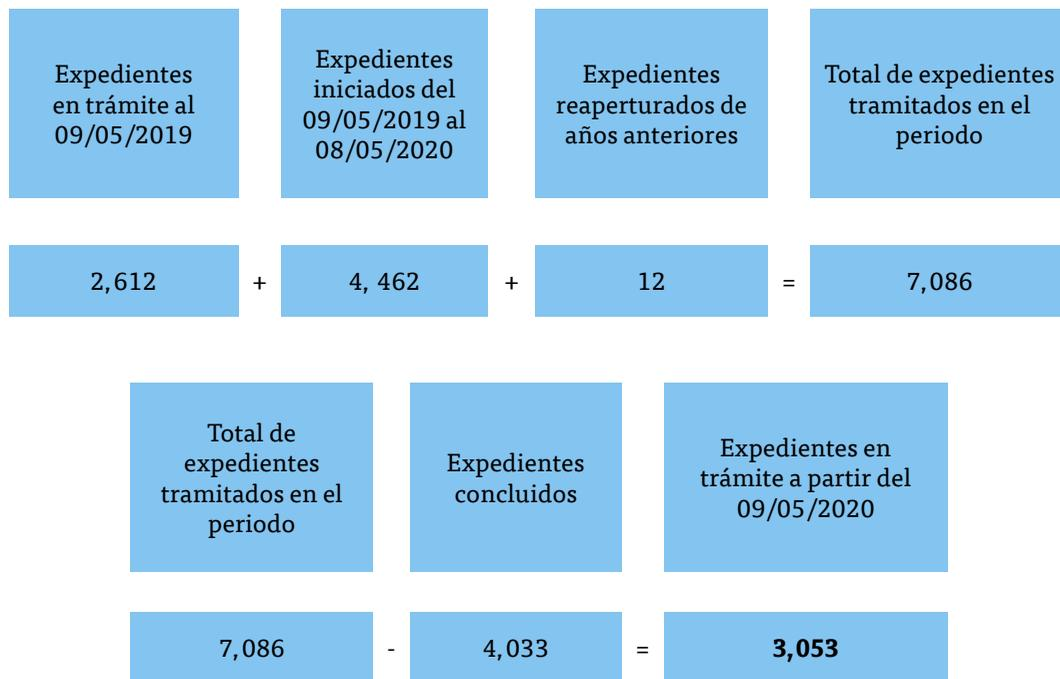 Expedientes
en trámite al
09/05/2019
Expedientes
iniciados del
09/05/2019 al
08/05/2020
Expedientes
reaperturados de
años anteriores
Total de expedientes
tramitados en el
periodo
2,612 + 4, 462 + 12 = 7,086
Total de
expedientes
tramitados en el
periodo
Expedientes
concluidos
Expedientes en
trámite a partir del
09/05/2020
7,086 - 4,033 = 3,053